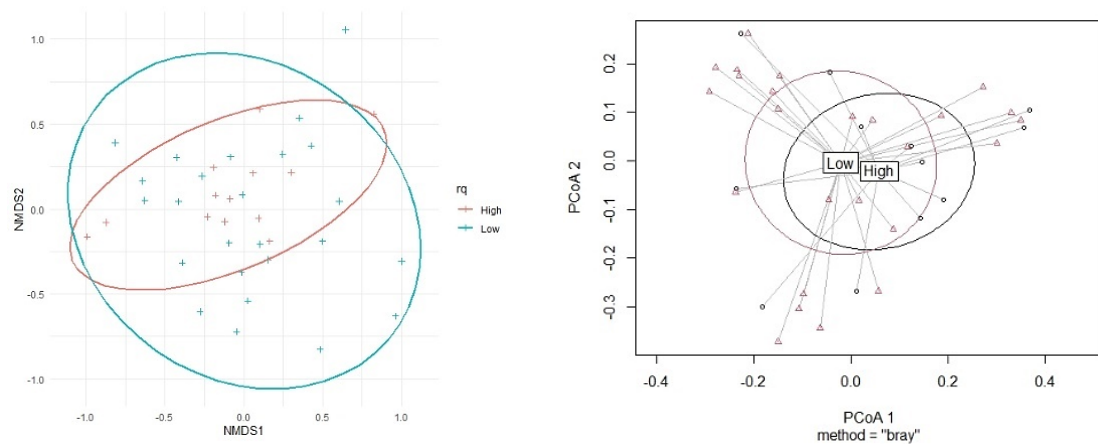 1.0
0.5
0.0
-0.5
-1.0
NMDS2
-1.0 -0.5 0.0 0.5 1.0
NMDS1
rq
High
Low
0.2
0.1
0.0
-0.1
-0.2
-0.3
PCoA 2
Low
High
-0.4 -0.2 0.0 0.2 0.4
PCoA 1
method = "bray"